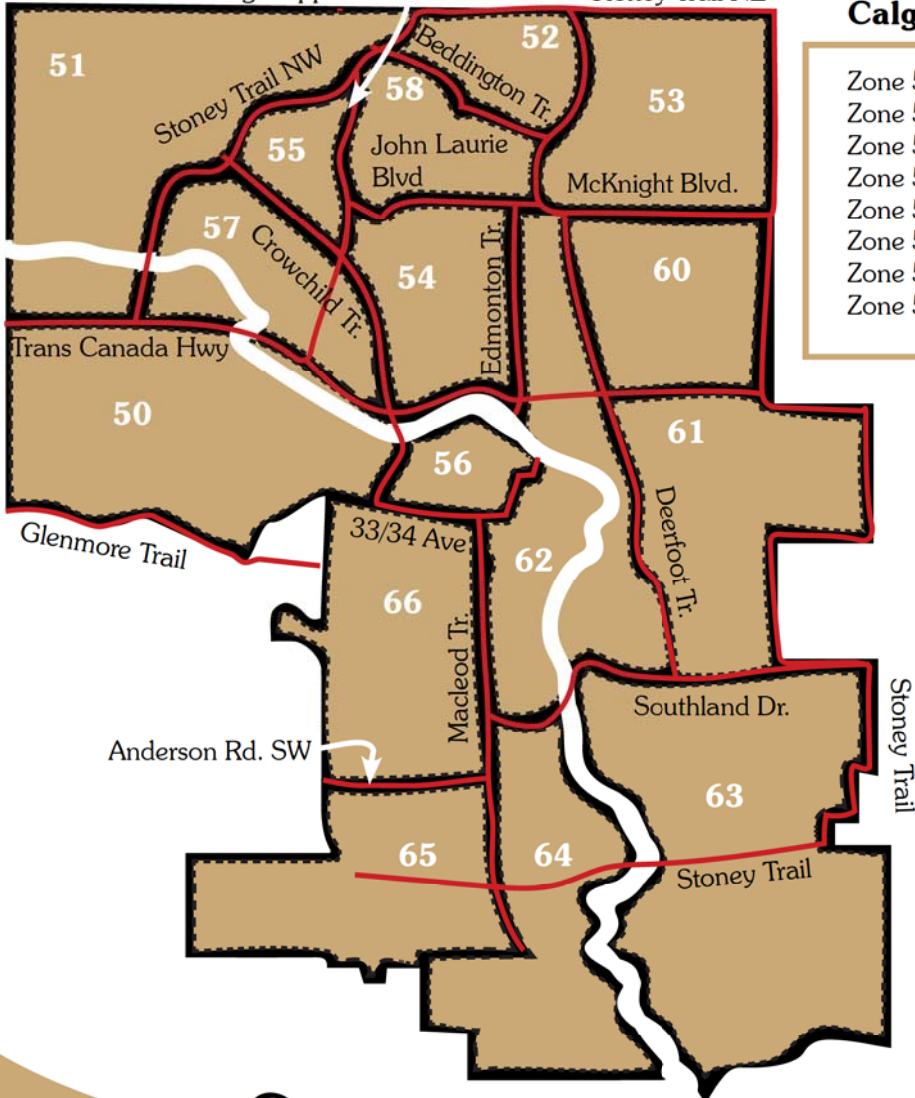 Calg
51
52
Beddington Tr.
Stoney Trail NW
58
53
Zone 5
Zone 5
Zone 5
Zone 5
Zone 5
Zone 5
Zone 5
Zone 5
55
John Laurie
Blvd
McKnight Blvd.
57
Crowchild Tr.
54
Edmonton Tr.
60
Trans Canada Hwy
50
56
61
Glenmore Trail
33/34 Ave
62
Deerfoot Tr.
66
Macleod Tr.
Southland Dr.
Stoney Trail
Anderson Rd. SW
63
65
64
Stoney Trail